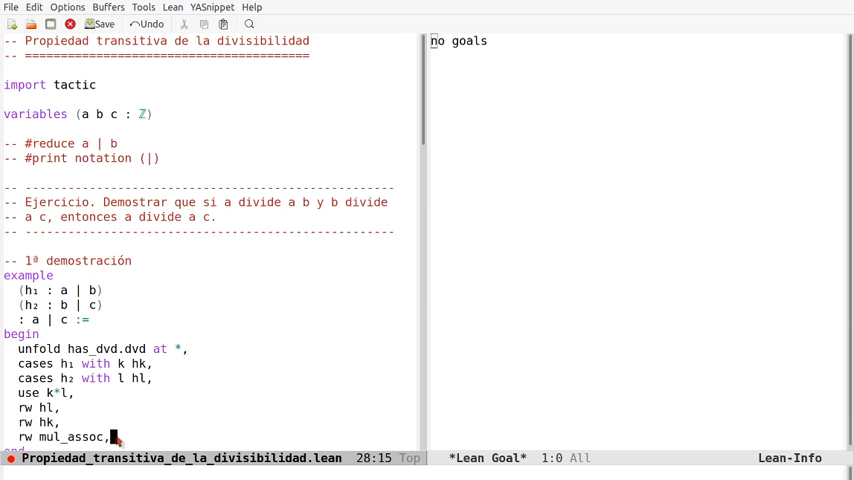 File Edit Options Buffers Tools Lean YASnippet Help
Save Undo
-- Propiedad transitiva de la divisibilidad
-- ========================================
import tactic
variables (a b c : ℤ)
-- #reduce a ∣ b
-- #print notation (∣)
-- ----------------------------------------------------
-- Ejercicio. Demostrar que si a divide a b y b divide
-- a c, entonces a divide a c.
-- ----------------------------------------------------
-- 1ª demostración
example
(h₁ : a ∣ b)
(h₂ : b ∣ c)
: a ∣ c :=
begin
unfold has_dvd.dvd at *,
cases h₁ with k hk,
cases h₂ with l hl,
use k*l,
rw hl,
rw hk,
rw mul_assoc,
end
Propiedad_transitiva_de_la_divisibilidad.lean 28:15 Top
no goals
*Lean Goal* 1:0 All Lean-Info